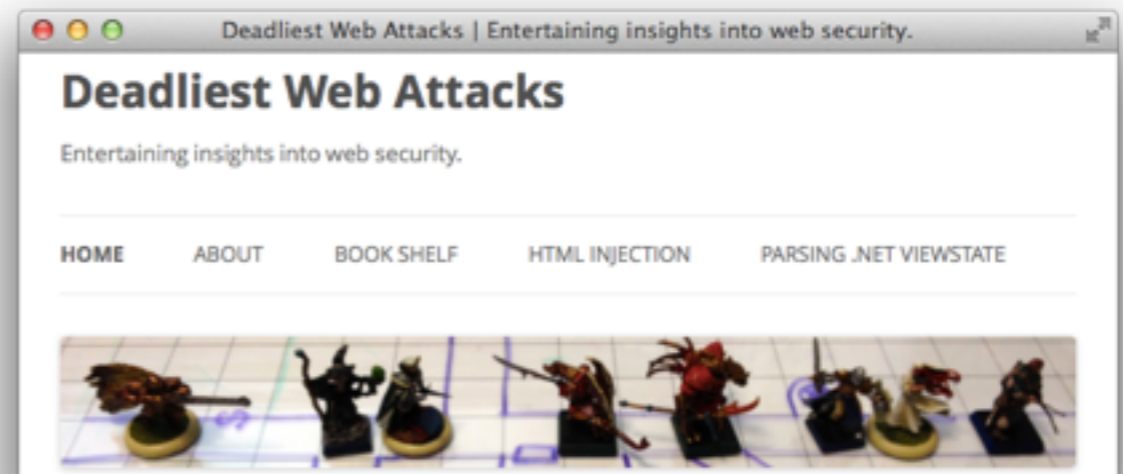 Deadliest Web Attacks | Entertaining insights into web security.
Deadliest Web Attacks
Entertaining insights into web security.
HOME ABOUT BOOK SHELF HTML INJECTION PARSING .NET VIEWSTATE